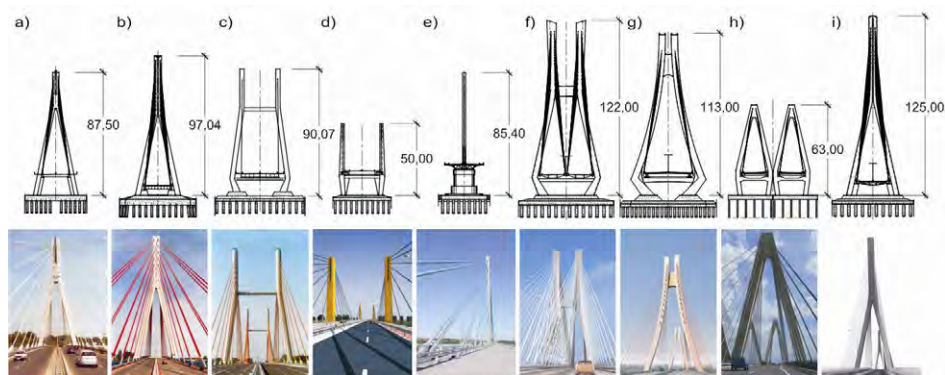 a)
b)
c)
d)
e)
f)
g)
h)
i)
87,50
97,04
90,07
50,00
85,40
122,00
113,00
63,00
125,00